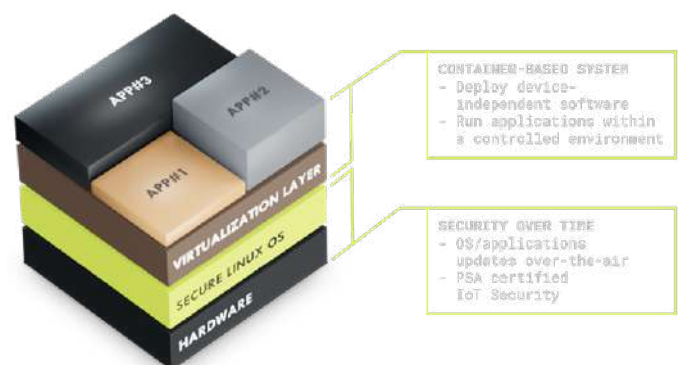 APP#3
APP#2
APP#1
VIRTUALIZATION LAYER
SECURE LINUX OS
HARDWARE
CONTAINER-BASED SYSTEM
- Deploy device-
independent software
- Run applications within
a controlled environment
SECURITY OVER TIME
- OS/applications
updates over-the-air
- PSA certified
IoT Security